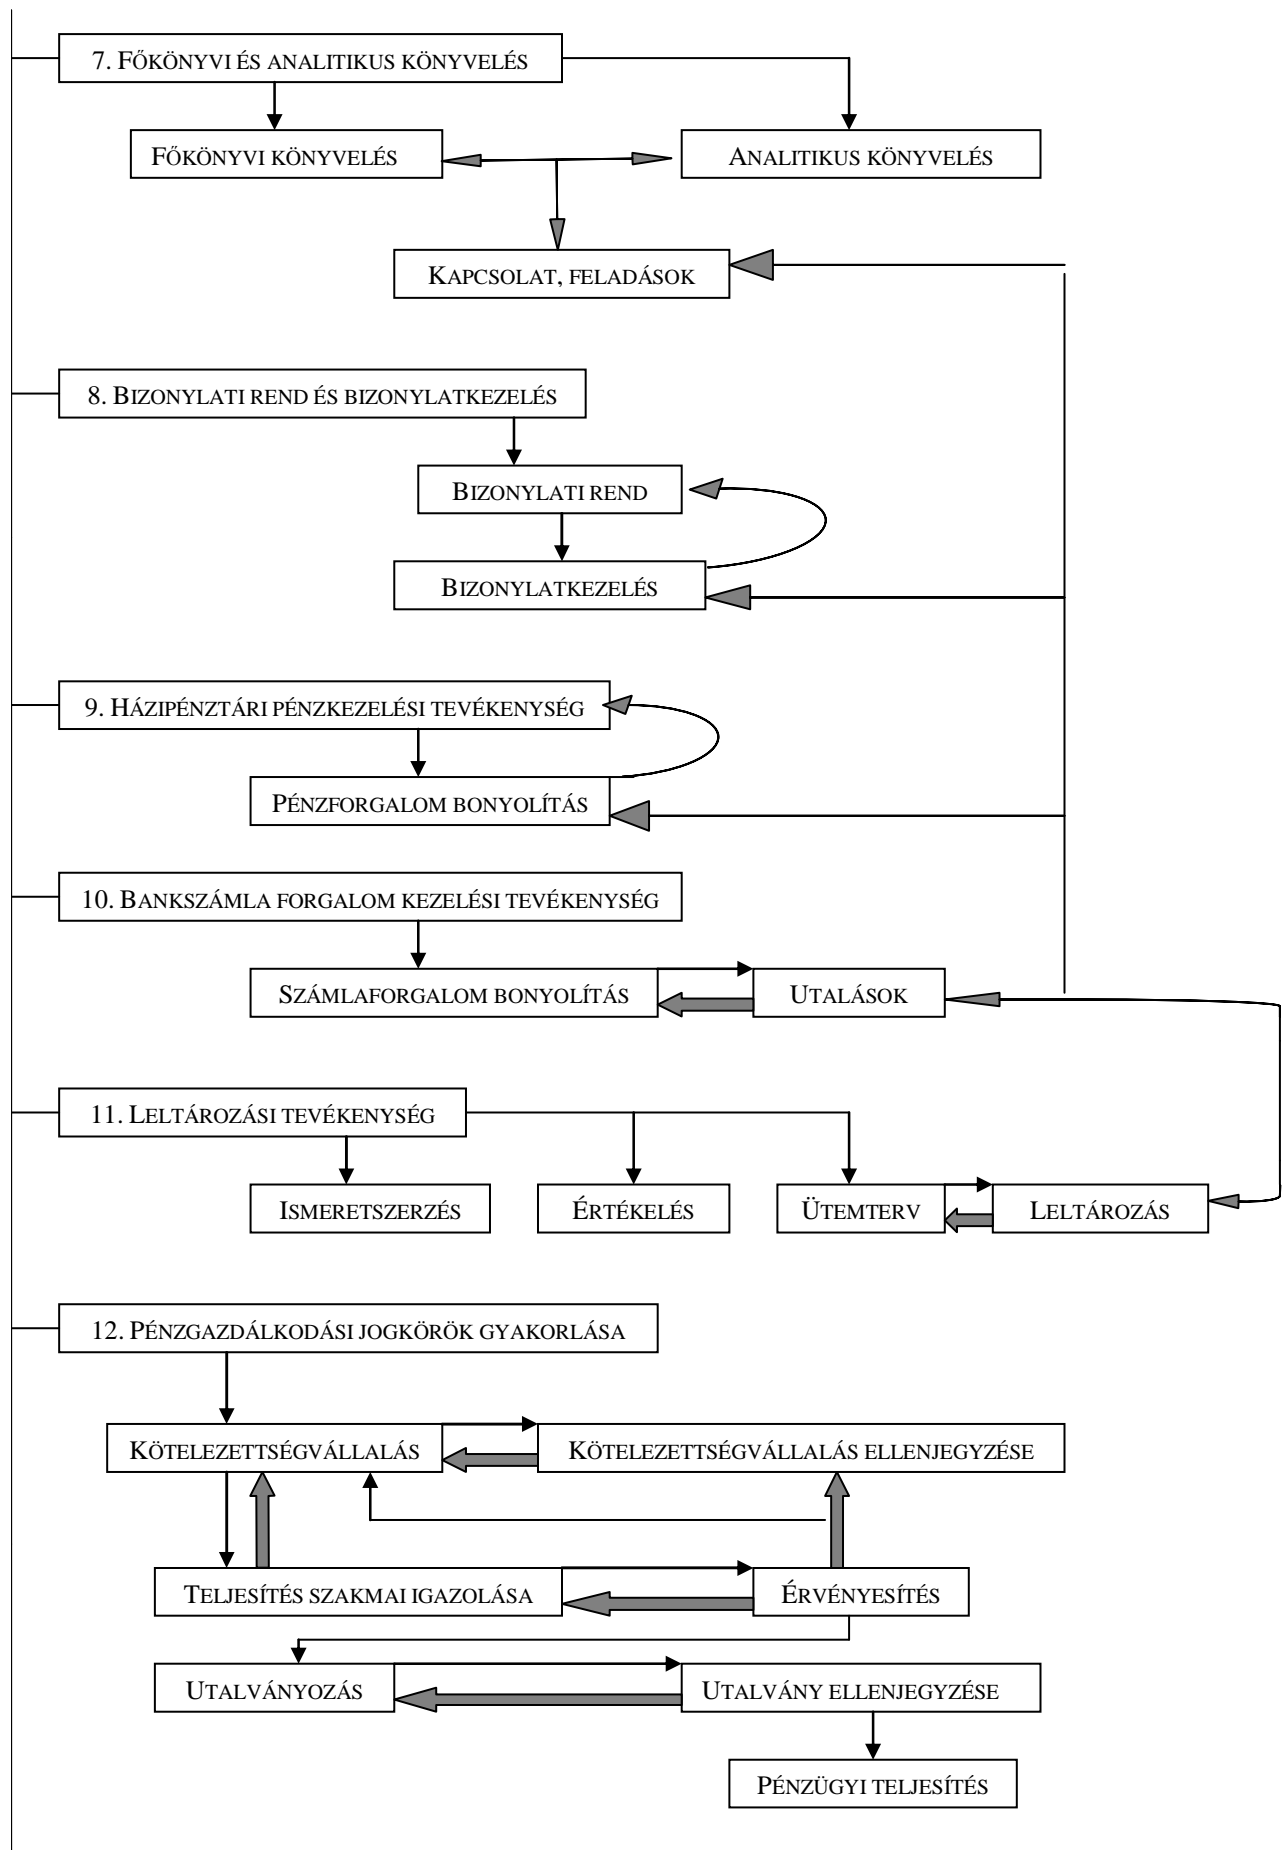 7. Főkönyvi és analitikus könyvelés
Főkönyvi könyvelés
Analitikus könyvelés
Kapcsolat, feladások
8. Bizonylati rend és bizonylatkezelés
Bizonylati rend
Bizonylatkezelés
9. Házipénztári pénzkezelési tevékenység
Pénzforgalom bonyolítás
10. Bankszámla forgalom kezelési tevékenység
Számlaforgalom bonyolítás
Utalások
11. Leltározási tevékenység
Ismeretszerzés
Értékelés
Ütemterv
Leltározás
12. Pénzgazdálkodási jogkörök gyakorlása
Kötelezettségvállalás
Kötelezettségvállalás ellenjegyzése
Teljesítés szakmai igazolása
Érvényesítés
Utalványozás
Utalvány ellenjegyzése
Pénzügyi teljesítés